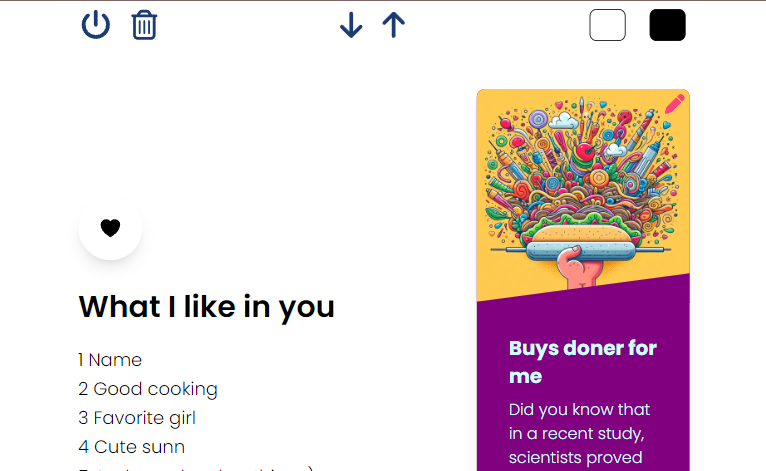 What I like in you
1 Name
2 Good cooking
3 Favorite girl
4 Cute sunn
Buys doner for
me
Did you know that
in a recent study,
scientists proved